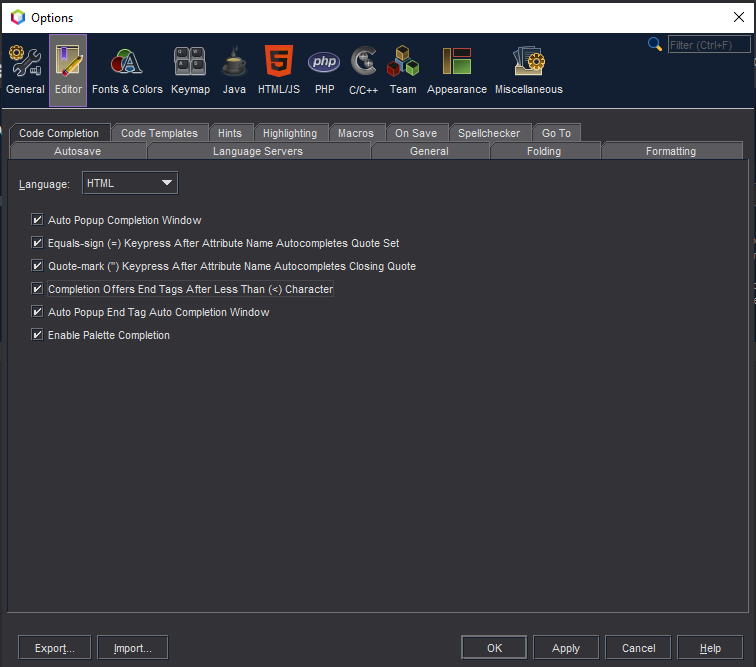 Options
Filter (Ctrl+F)
php
General Editor Fonts & Colors Keymap Java HTML/JS PHP C/C++ Team Appearance Miscellaneous
Code Completion Code Templates Hints Highlighting Macros On Save Spellchecker Go To
Autosave Language Servers General Folding Formatting
Language: HTML
Auto Popup Completion Window
Equals-sign (=) Keypress After Attribute Name Autocompletes Quote Set
Quote-mark (") Keypress After Attribute Name Autocompletes Closing Quote
Completion Offers End Tags After Less Than (<) Character
Auto Popup End Tag Auto Completion Window
Enable Palette Completion
Export... Import... OK Apply Cancel Help